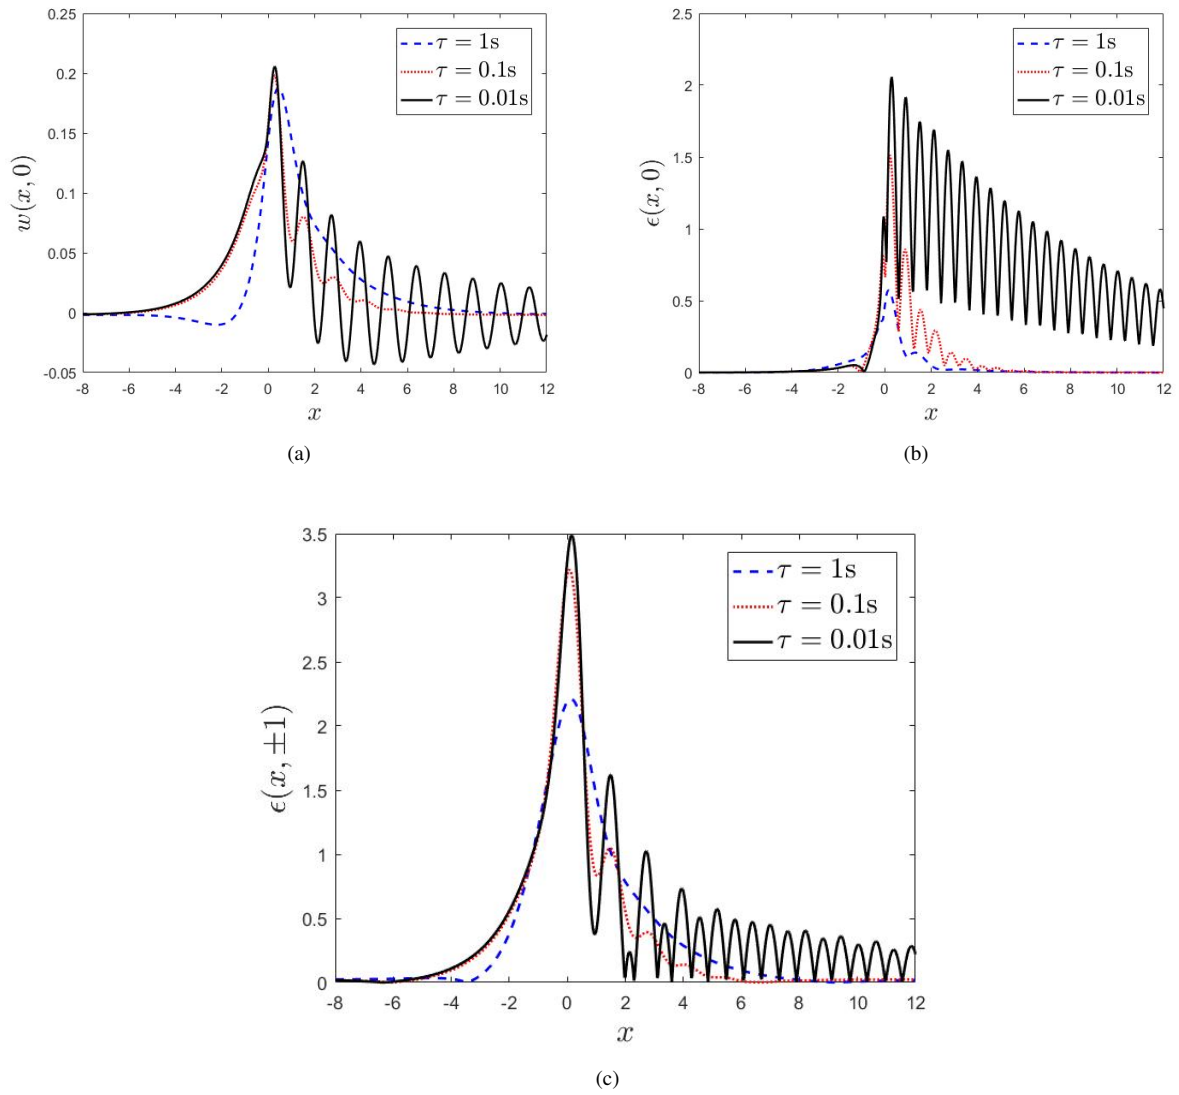 0.25
0.2
0.15
0.1
0.05
0
-0.05
w(x, 0)
-8 -6 -4 -2 0 2 4 6 8 10 12
x
τ = 1s
τ = 0.1s
τ = 0.01s
(a)
2.5
2
1.5
1
0.5
0
ϵ(x, 0)
-8 -6 -4 -2 0 2 4 6 8 10 12
x
τ = 1s
τ = 0.1s
τ = 0.01s
(b)
3.5
3
2.5
2
1.5
1
0.5
0
ϵ(x, ±1)
-8 -6 -4 -2 0 2 4 6 8 10 12
x
τ = 1s
τ = 0.1s
τ = 0.01s
(c)